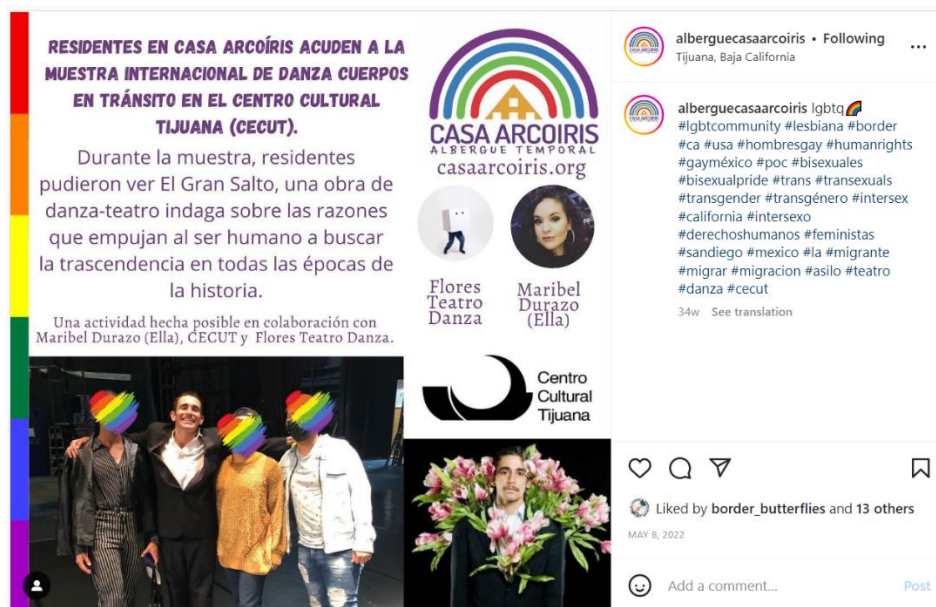 RESIDENTES EN CASA ARCOÍRIS ACUDEN A LA
MUESTRA INTERNACIONAL DE DANZA CUERPOS
EN TRÁNSITO EN EL CENTRO CULTURAL
TIJUANA (CECUT).
Durante la muestra, residentes
pudieron ver El Gran Salto, una obra de
danza-teatro indaga sobre las razones
que empujan al ser humano a buscar
la trascendencia en todas las épocas de
la historia.
Una actividad hecha posible en colaboración con
Maribel Durazo (Ella), CECUT y Flores Teatro Danza.
CASA ARCOIRIS
ALBERGUE TEMPORAL
casaarcoiris.org
Flores
Teatro
Danza
Maribel
Durazo
(Ella)
Centro
Cultural
Tijuana
alberguecasaarcoiris • Following
Tijuana, Baja California
alberguecasaarcoiris lgbtq🌈
#lgbtcommunity #lesbiana #border
#ca #usa #hombresgay #humanrights
#gayméxico #poc #bisexuales
#bisexualpride #trans #transexuals
#transgender #transgénero #intersex
#california #intersexo
#derechoshumanos #feministas
#sandiego #mexico #la #migrante
#migrar #migracion #asilo #teatro
#danza #cecut
34w See translation
Liked by border_butterflies and 13 others
MAY 8, 2022
Add a comment... Post